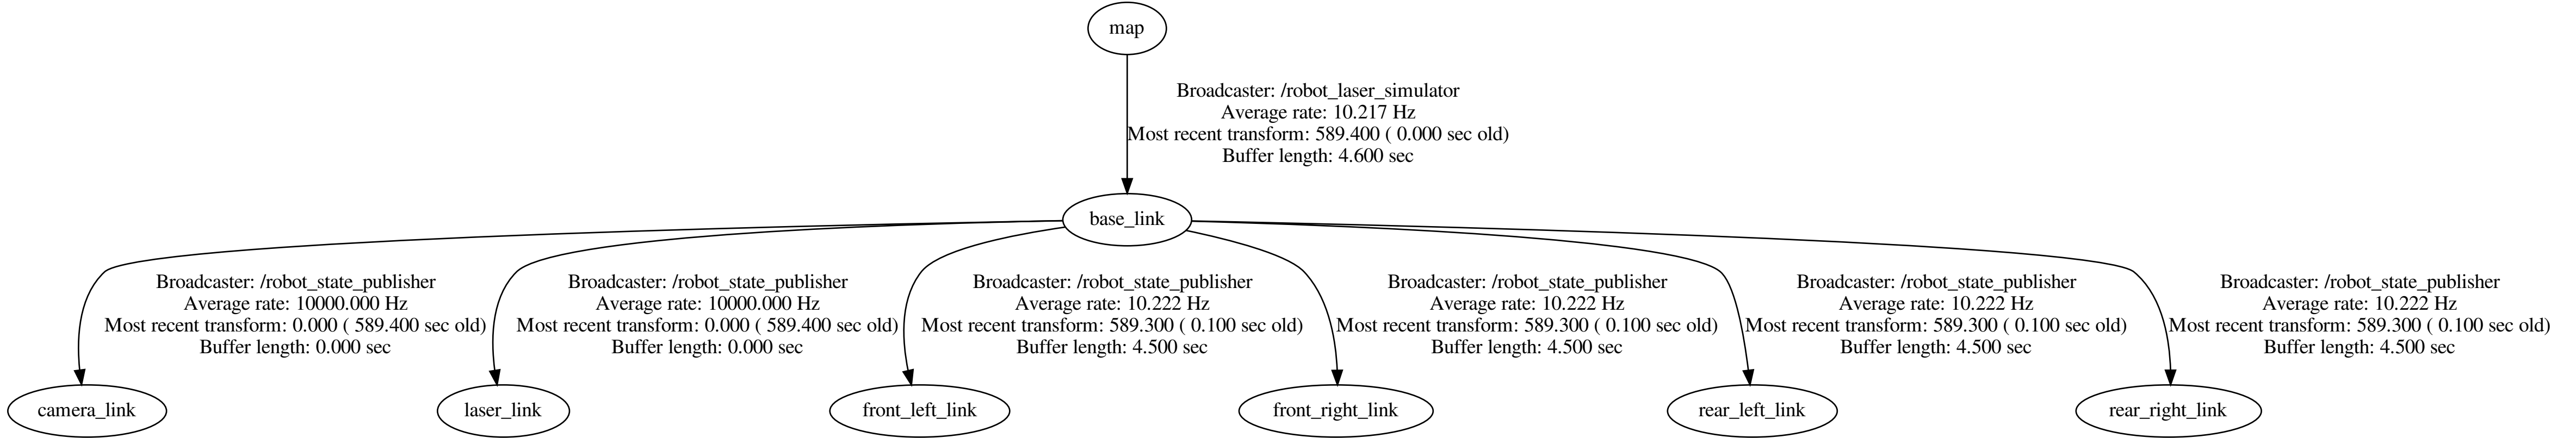 map
Broadcaster: /robot_laser_simulator
Average rate: 10.217 Hz
Most recent transform: 589.400 ( 0.000 sec old)
Buffer length: 4.600 sec
base_link
Broadcaster: /robot_state_publisher
Average rate: 10000.000 Hz
Most recent transform: 0.000 ( 589.400 sec old)
Buffer length: 0.000 sec
Broadcaster: /robot_state_publisher
Average rate: 10000.000 Hz
Most recent transform: 0.000 ( 589.400 sec old)
Buffer length: 0.000 sec
Broadcaster: /robot_state_publisher
Average rate: 10.222 Hz
Most recent transform: 589.300 ( 0.100 sec old)
Buffer length: 4.500 sec
Broadcaster: /robot_state_publisher
Average rate: 10.222 Hz
Most recent transform: 589.300 ( 0.100 sec old)
Buffer length: 4.500 sec
Broadcaster: /robot_state_publisher
Average rate: 10.222 Hz
Most recent transform: 589.300 ( 0.100 sec old)
Buffer length: 4.500 sec
Broadcaster: /robot_state_publisher
Average rate: 10.222 Hz
Most recent transform: 589.300 ( 0.100 sec old)
Buffer length: 4.500 sec
camera_link
laser_link
front_left_link
front_right_link
rear_left_link
rear_right_link